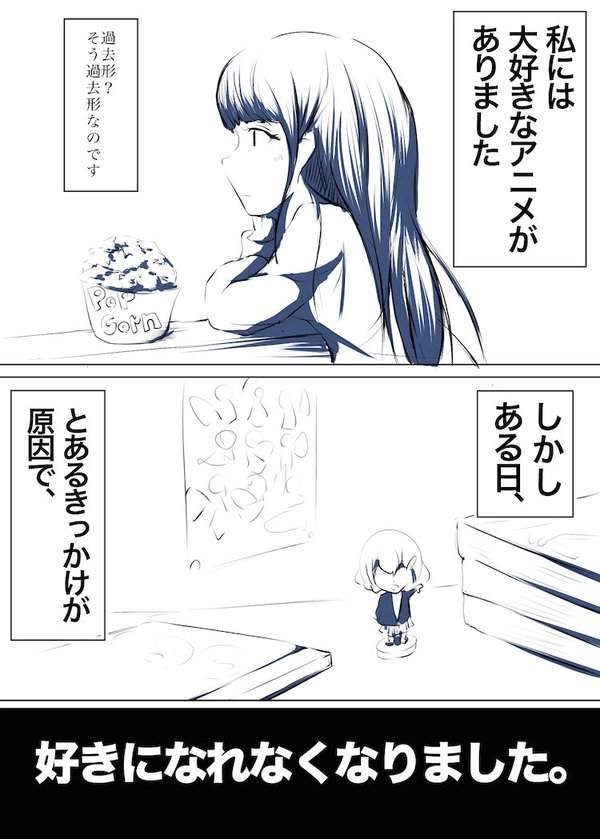 私には
大好きなアニメが
ありました
過去形？
そう過去形なのです
PoP
Corn
しかし
ある日、
とあるきっかけが
原因で、
好きになれなくなりました。